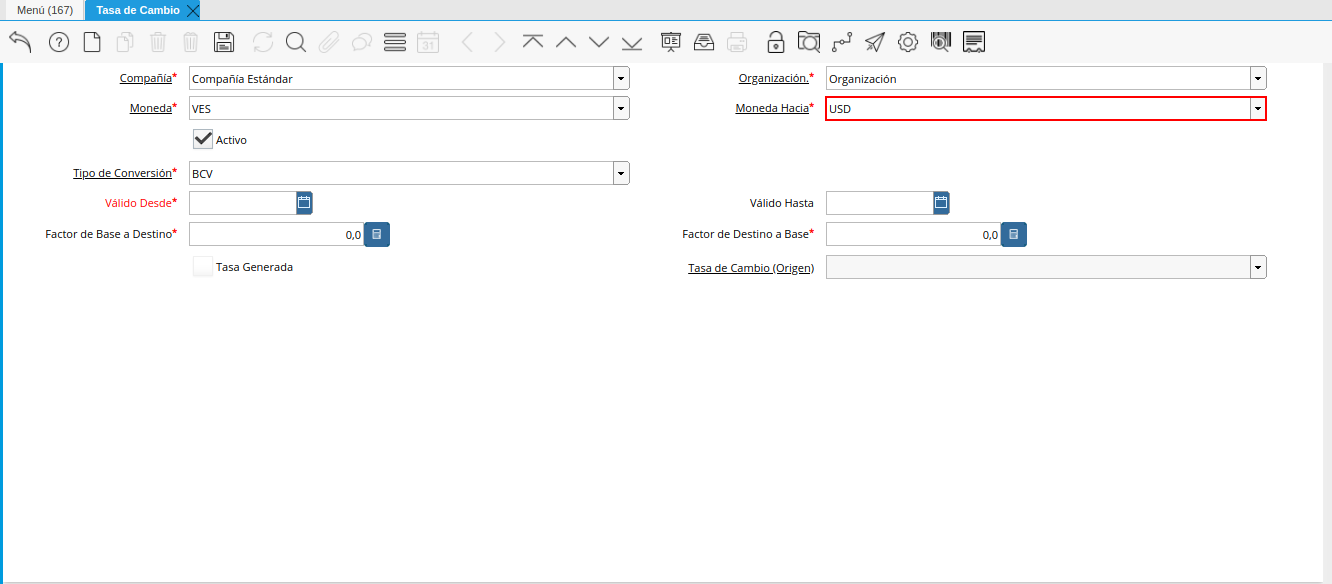 Menú (167) Tasa de Cambio
31
Compañía* Compañía Estándar Organización.* Organización
Moneda* VES Moneda Hacia* USD
Activo
Tipo de Conversión* BCV
Válido Desde* Válido Hasta
Factor de Base a Destino* 0,0 Factor de Destino a Base* 0,0
Tasa Generada Tasa de Cambio (Origen)